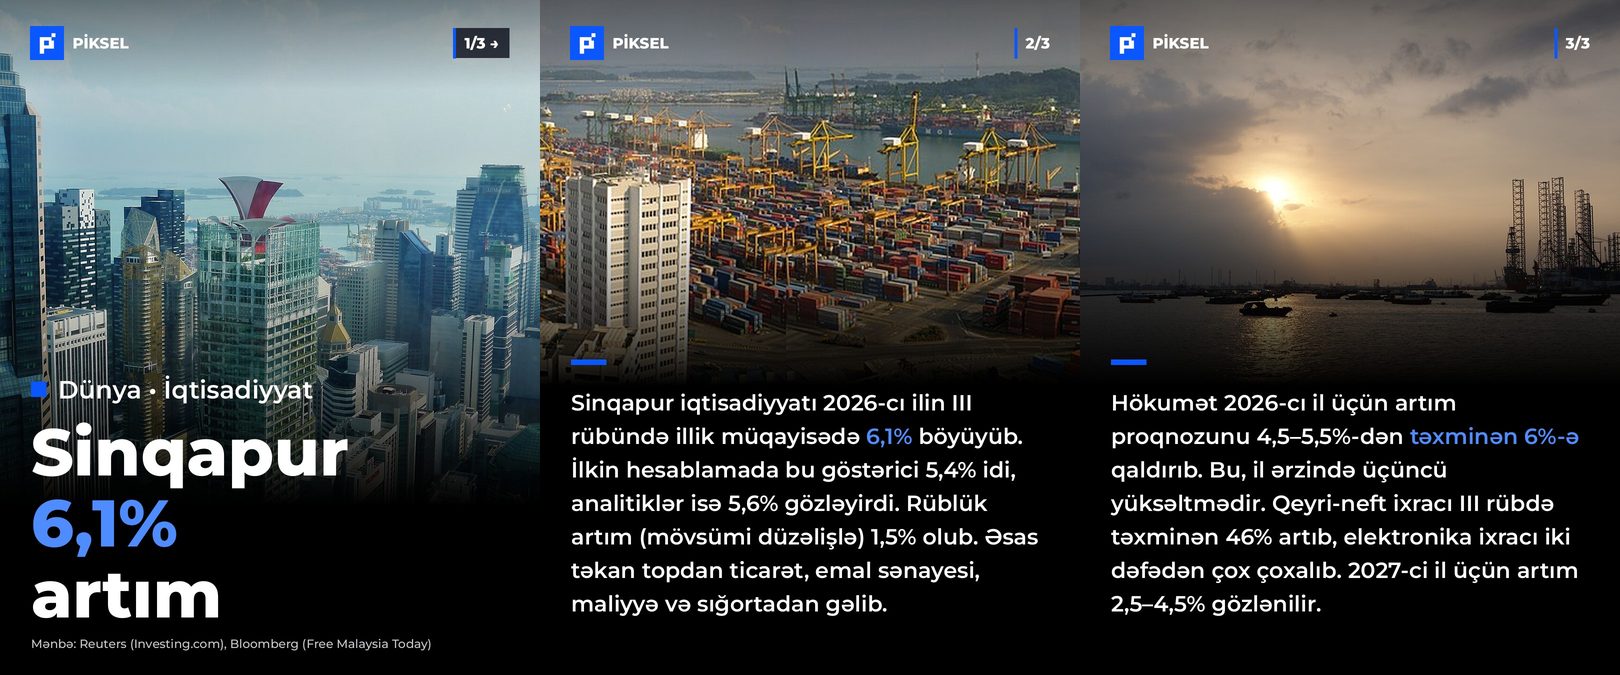 PİKSEL
1/3 →
Dünya • İqtisadiyyat
Sinqapur
6,1%
artım
Mənbə: Reuters (Investing.com), Bloomberg (Free Malaysia Today)
PİKSEL
2/3
MOL
Sinqapur iqtisadiyyatı 2026-cı ilin III
rübündə illik müqayisədə 6,1% böyüyüb.
İlkin hesablamada bu göstərici 5,4% idi,
analitiklər isə 5,6% gözləyirdi. Rüblük
artım (mövsümi düzəlişlə) 1,5% olub. Əsas
təkan topdan ticarət, emal sənayesi,
maliyyə və sığortadan gəlib.
PİKSEL
3/3
Hökumət 2026-cı il üçün artım
proqnozunu 4,5–5,5%-dən təxminən 6%-ə
qaldırıb. Bu, il ərzində üçüncü
yüksəltmədir. Qeyri-neft ixracı III rübdə
təxminən 46% artıb, elektronika ixracı iki
dəfədən çox çoxalıb. 2027-ci il üçün artım
2,5–4,5% gözlənilir.